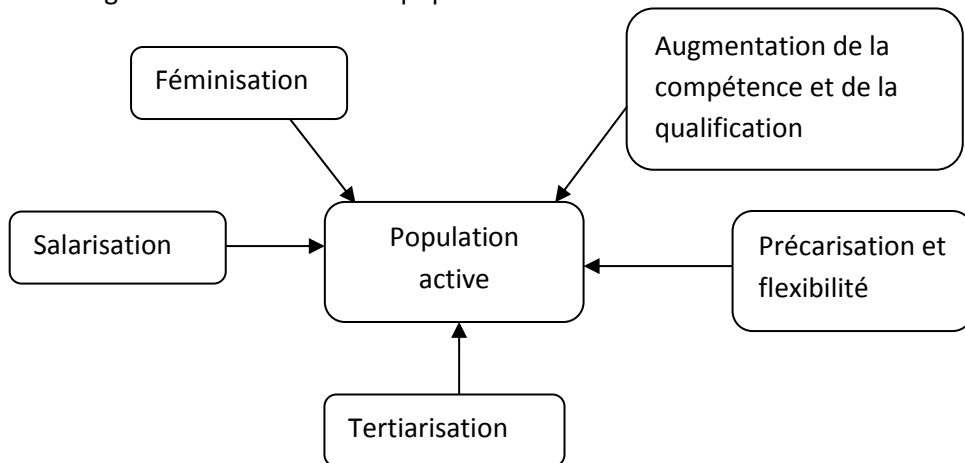 Féminisation
Augmentation de la
compétence et de la
qualification
Salarisation
Population
active
Précarisation et
flexibilité
Tertiarisation